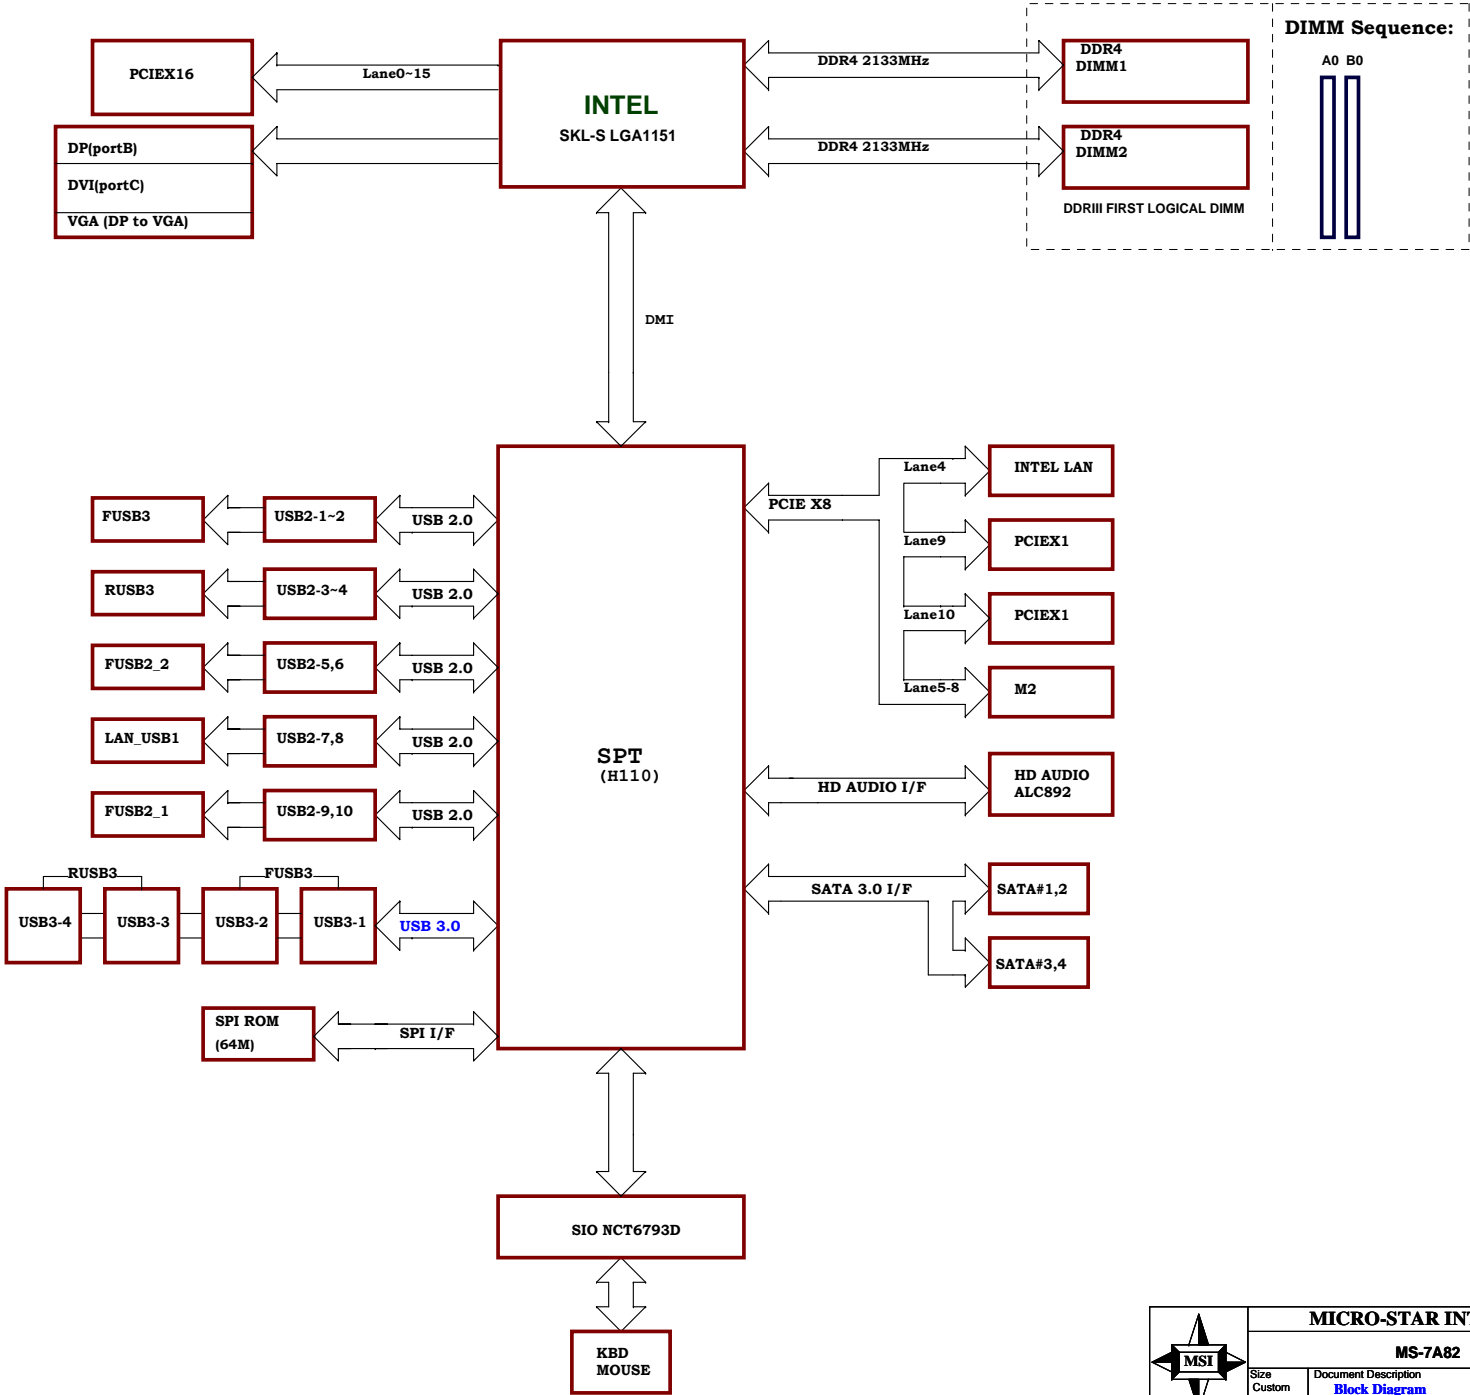 PCIEX16
Lane0~15
INTEL
SKL-S LGA1151
DDR4 2133MHz
DDR4
DIMM1
DIMM Sequence:
A0 B0
DP(portB)
DVI(portC)
VGA (DP to VGA)
DDR4 2133MHz
DDR4
DIMM2
DDRIII FIRST LOGICAL DIMM
DMI
SPT
(H110)
FUSB3
USB2-1~2
USB 2.0
RUSB3
USB2-3~4
USB 2.0
FUSB2_2
USB2-5,6
USB 2.0
LAN_USB1
USB2-7,8
USB 2.0
FUSB2_1
USB2-9,10
USB 2.0
RUSB3
FUSB3
USB3-4
USB3-3
USB3-2
USB3-1
USB 3.0
SPI ROM
(64M)
SPI I/F
PCIE X8
Lane4
INTEL LAN
Lane9
PCIEX1
Lane10
PCIEX1
Lane5-8
M2
HD AUDIO I/F
HD AUDIO
ALC892
SATA 3.0 I/F
SATA#1,2
SATA#3,4
SIO NCT6793D
KBD
MOUSE
MSI
MICRO-STAR INT
MS-7A82
Size
Custom
Document Description
Block Diagram